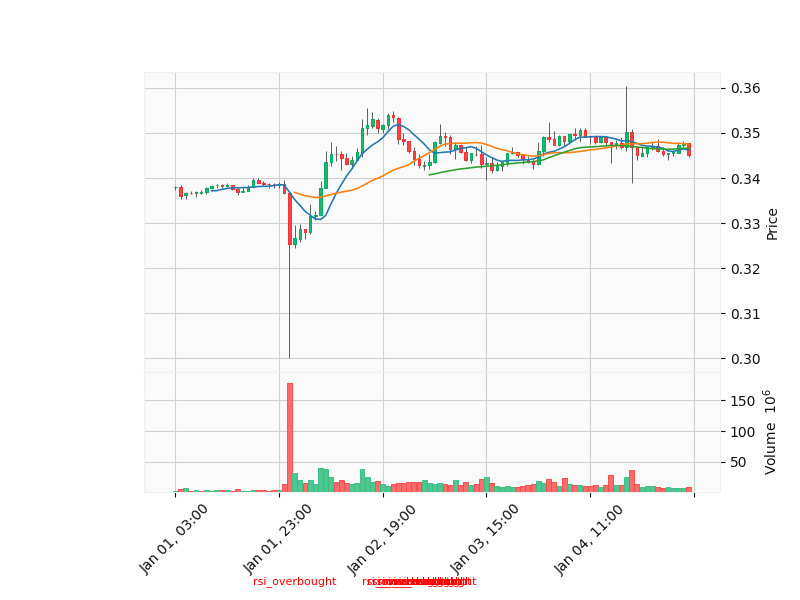 0.36
0.35
0.34
0.33
0.32
0.31
0.30
Price
150
100
50
Volume 10^6
Jan 01, 03:00
Jan 01, 23:00
Jan 02, 19:00
Jan 03, 15:00
Jan 04, 11:00
rsi_overbought